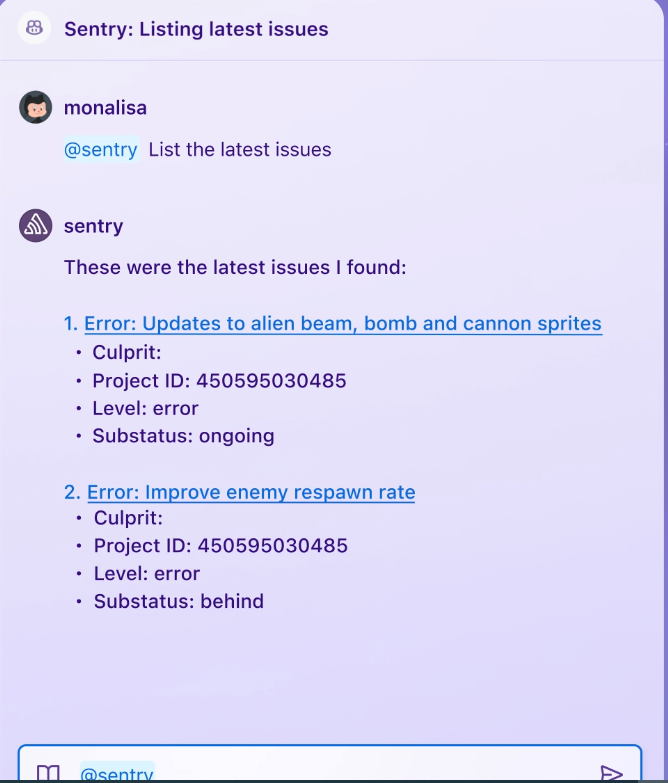 Sentry: Listing latest issues
monalisa
@sentry List the latest issues
sentry
These were the latest issues I found:
1. Error: Updates to alien beam, bomb and cannon sprites
• Culprit:
• Project ID: 450595030485
• Level: error
• Substatus: ongoing
2. Error: Improve enemy respawn rate
• Culprit:
• Project ID: 450595030485
• Level: error
• Substatus: behind
@sentry